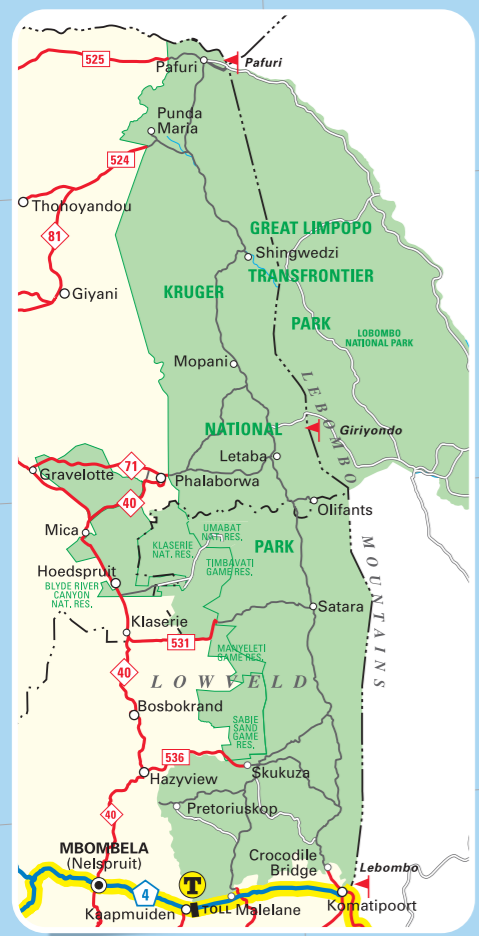 525
Pafuri
Pafuri
Punda
Maria
524
Thohoyandou
81
GREAT LIMPOPO
Shingwedzi
TRANSFRONTIER
Giyani
KRUGER
PARK
LOBOMBO
NATIONAL PARK
Mopani
LEBOMBO
NATIONAL
Giriyondo
Letaba
71
Gravelotte
Phalaborwa
40
Olifants
Mica
UMABAT
NAT. RES.
KLASERIE
NAT. RES.
PARK
MOUNTAINS
TIMBAVATI
GAME RES.
Hoedspruit
BLYDE RIVER
CANYON
NAT. RES.
Satara
Klaserie
531
MANYELETI
GAME RES.
40
LOWVELD
Bosbokrand
SABIE
SAND
GAME
RES.
536
Skukuza
Hazyview
Pretoriuskop
40
MBOMBELA
(Nelspruit)
Crocodile
Bridge
Lebombo
4
T
Kaapmuiden
TOLL
Malelane
Komatipoort